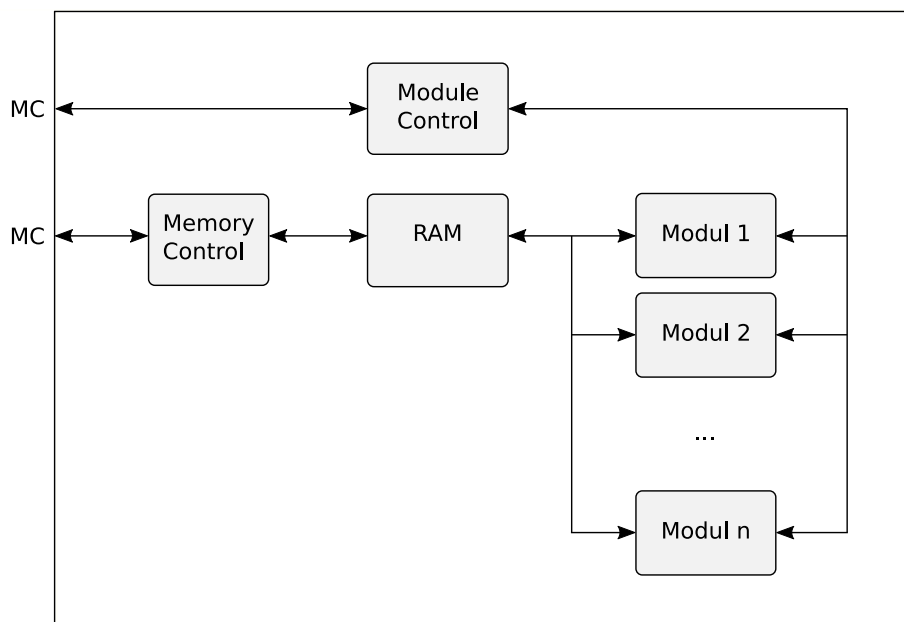 MC
Module
Control
MC
Memory
Control
RAM
Modul 1
Modul 2
...
Modul n